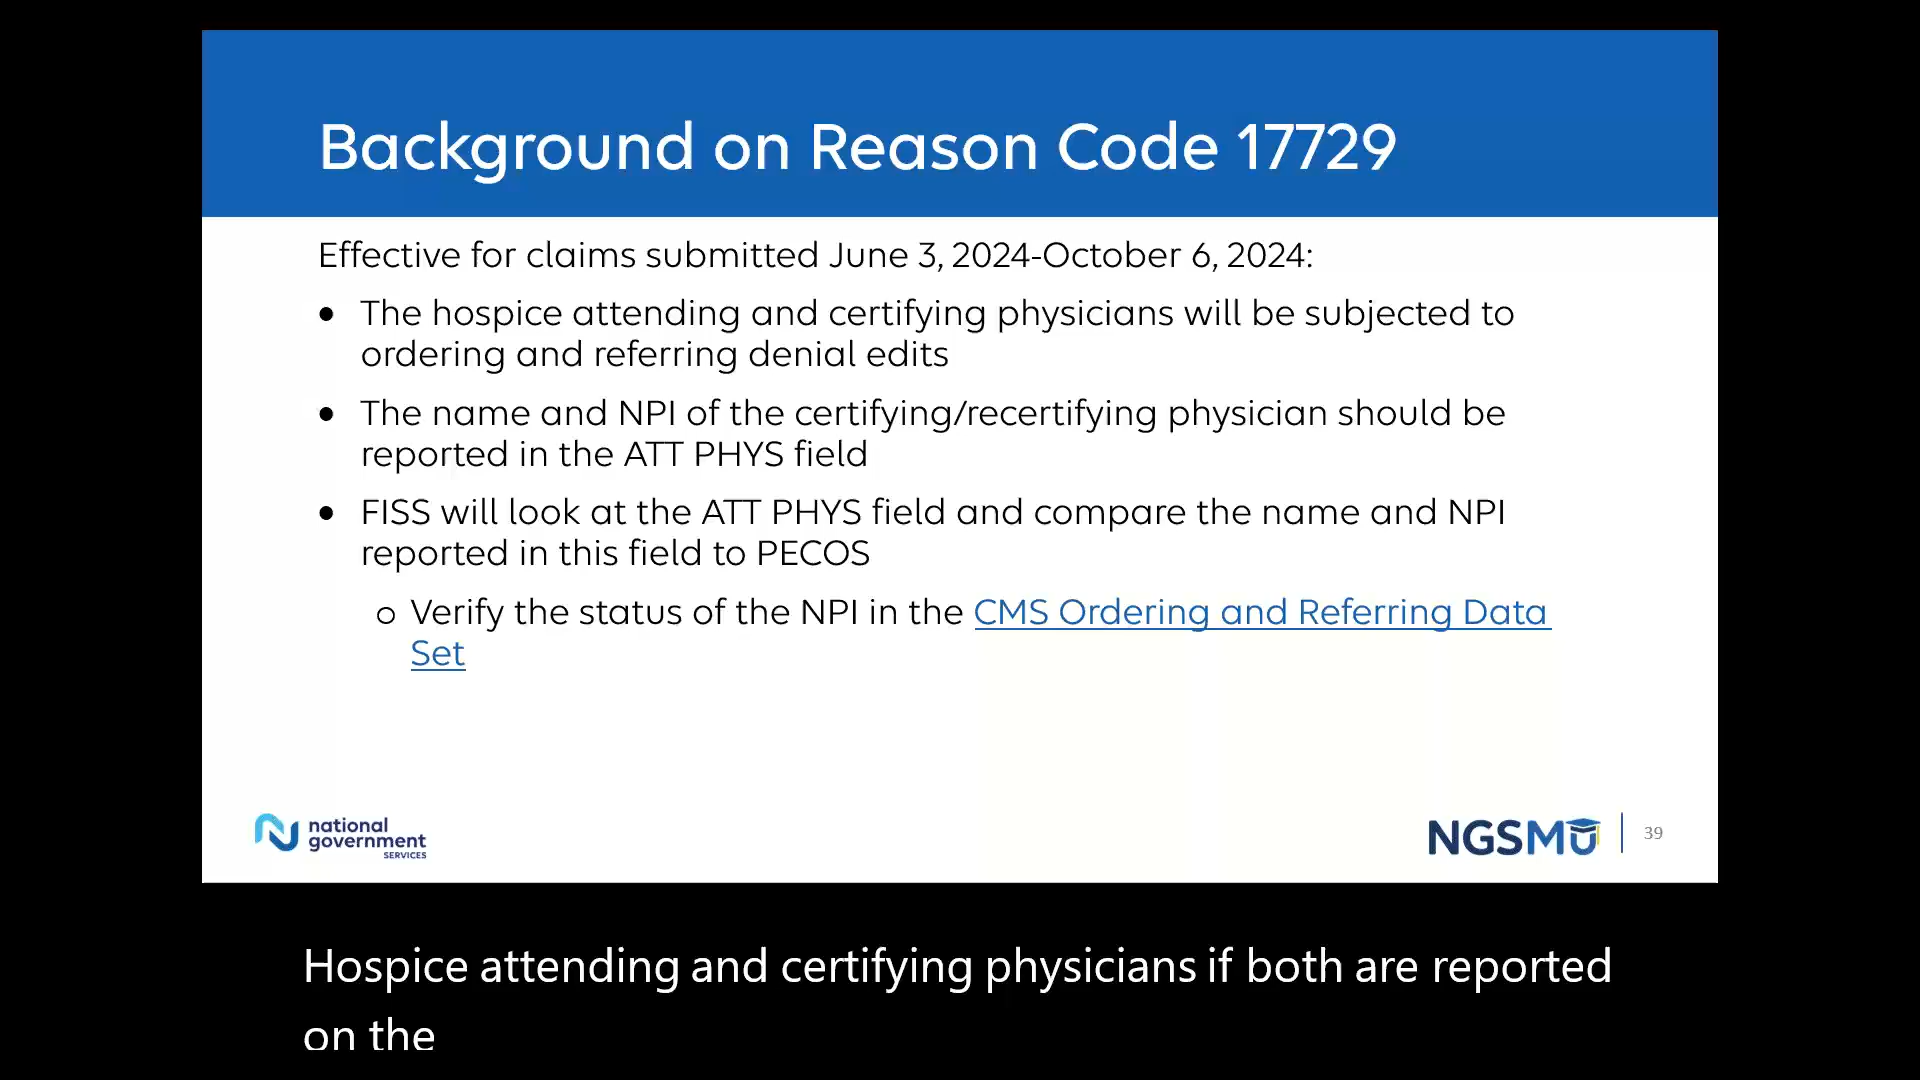 Background on Reason Code 17729
Effective for claims submitted June 3, 2024-October 6, 2024:
• The hospice attending and certifying physicians will be subjected to
ordering and referring denial edits
• The name and NPI of the certifying/recertifying physician should be
reported in the ATT PHYS field
• FISS will look at the ATT PHYS field and compare the name and NPI
reported in this field to PECOS
o Verify the status of the NPI in the CMS Ordering and Referring Data
Set
national
government
SERVICES
NGSMU
39
Hospice attending and certifying physicians if both are reported
on the